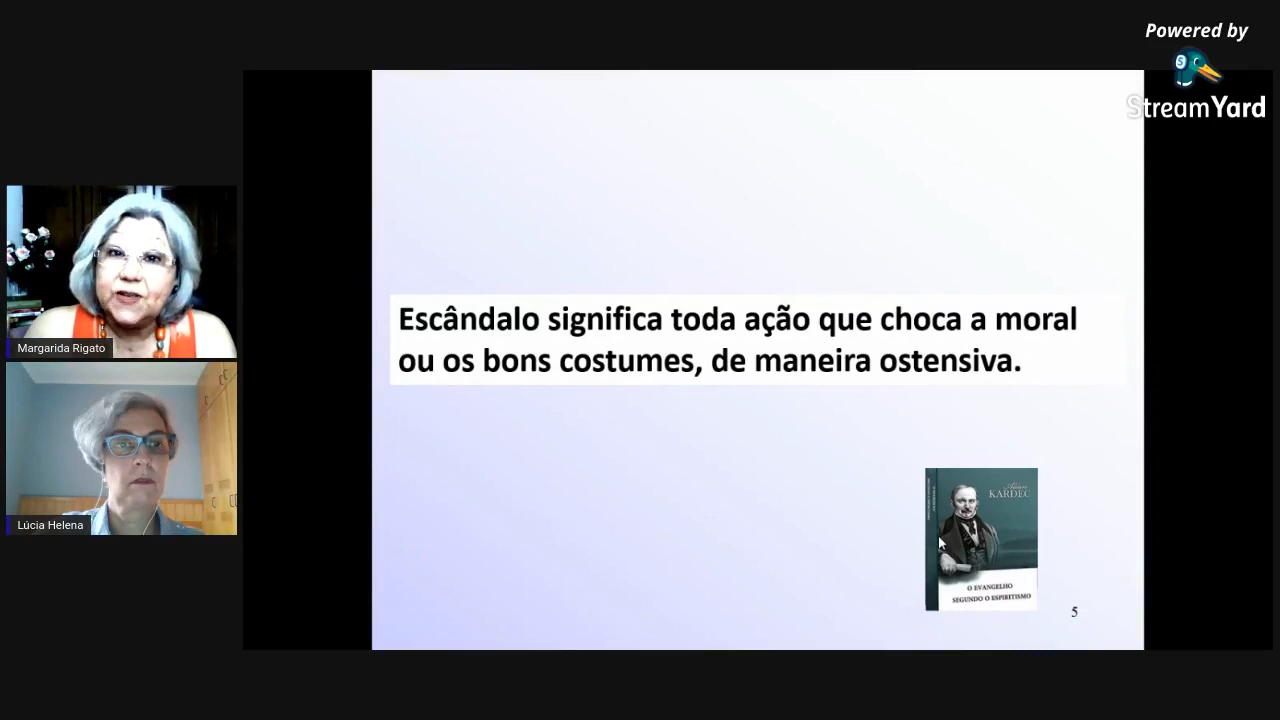 Powered by
StreamYard
Escândalo significa toda ação que choca a moral
ou os bons costumes, de maneira ostensiva.
Margarida Rigato
Lúcia Helena
Allan
KARDEC
O EVANGELHO
SEGUNDO O ESPIRITISMO
5